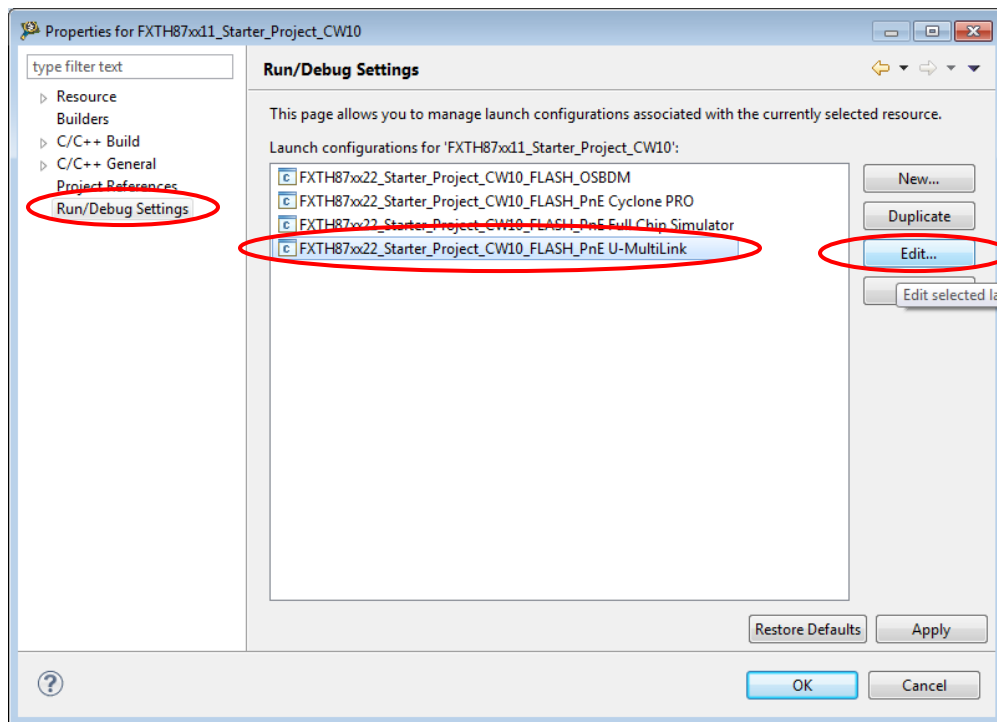 Properties for FXTH87xx11_Starter_Project_CW10
type filter text
Run/Debug Settings
Resource
Builders
C/C++ Build
C/C++ General
Project References
Run/Debug Settings
This page allows you to manage launch configurations associated with the currently selected resource.
Launch configurations for 'FXTH87xx11_Starter_Project_CW10':
FXTH87xx22_Starter_Project_CW10_FLASH_OSBDM
FXTH87xx22_Starter_Project_CW10_FLASH_PnE Cyclone PRO
FXTH87xx22_Starter_Project_CW10_FLASH_PnE Full Chip Simulator
FXTH87xx22_Starter_Project_CW10_FLASH_PnE U-MultiLink
New...
Duplicate
Edit...
Edit selected la
Restore Defaults
Apply
OK
Cancel